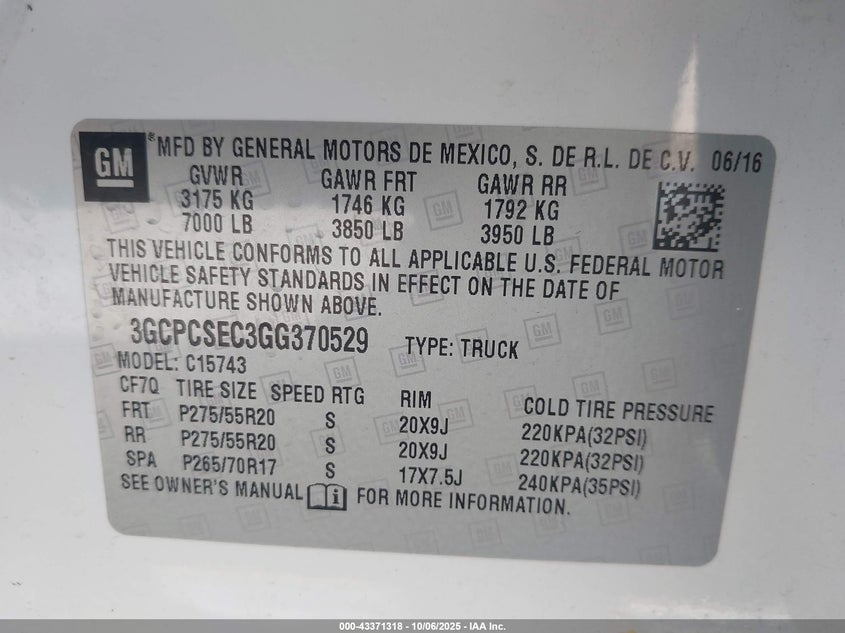 GM
MFD BY GENERAL MOTORS DE MEXICO, S. DE R.L. DE C.V. 06/16
GVWR GAWR FRT GAWR RR
3175 KG 1746 KG 1792 KG
7000 LB 3850 LB 3950 LB
THIS VEHICLE CONFORMS TO ALL APPLICABLE U.S. FEDERAL MOTOR
VEHICLE SAFETY STANDARDS IN EFFECT ON THE DATE OF
MANUFACTURE SHOWN ABOVE.
3GCPCSEC3GG370529 TYPE: TRUCK
MODEL: C15743
CF7Q TIRE SIZE SPEED RTG RIM COLD TIRE PRESSURE
FRT P275/55R20 S 20X9J 220KPA(32PSI)
RR P275/55R20 S 20X9J 220KPA(32PSI)
SPA P265/70R17 S 17X7.5J 240KPA(35PSI)
SEE OWNER'S MANUAL FOR MORE INFORMATION.
000-43371318 | 10/06/2025 - IAA Inc.